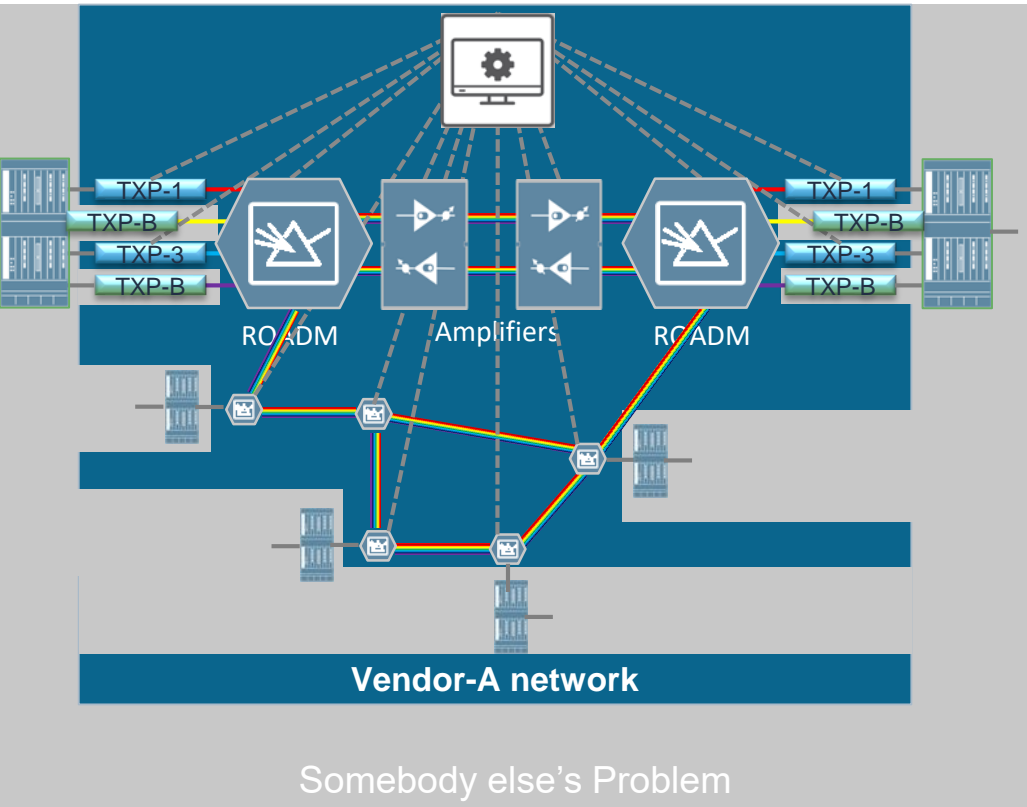 TXP-1
TXP-1
TXP-B
TXP-B
TXP-3
TXP-3
TXP-B
TXP-B
ROADM
Amplifiers
ROADM
Vendor-A network
Somebody else's Problem